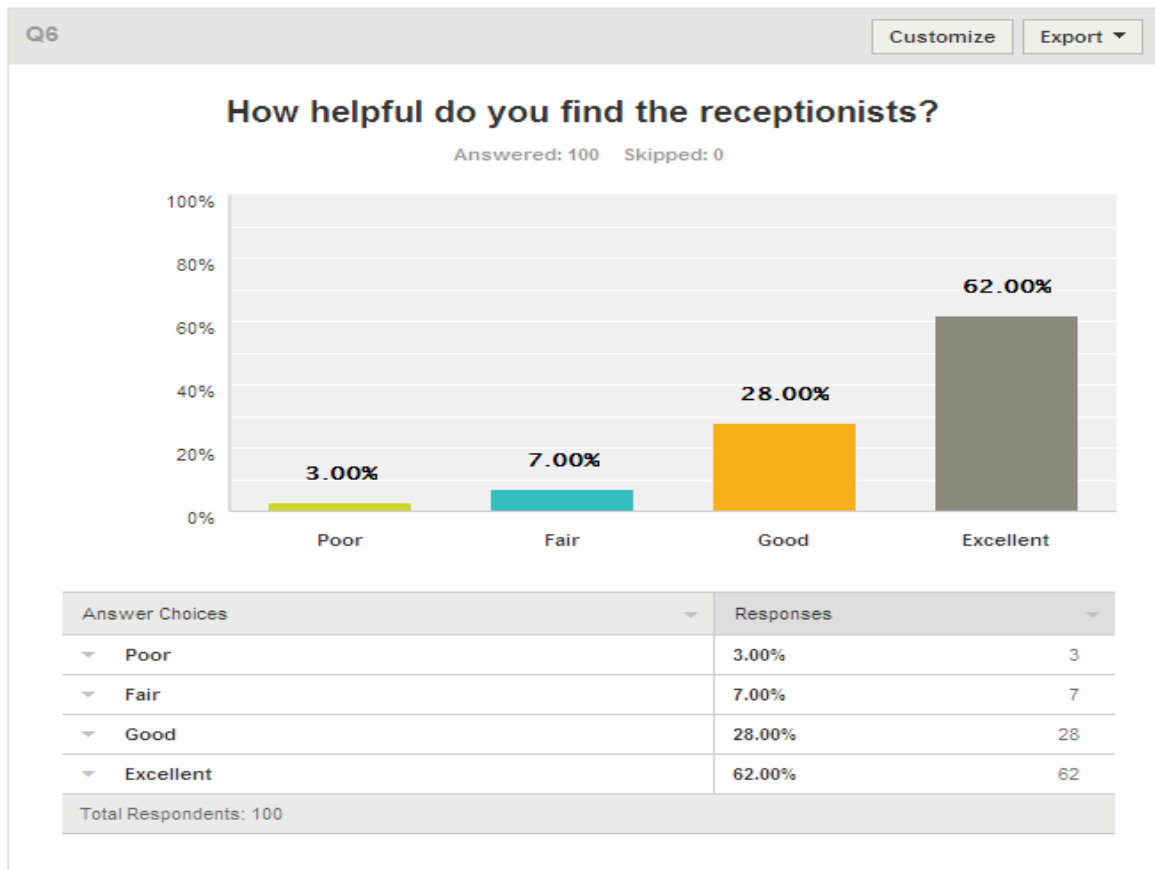 Q6
Customize
Export
How helpful do you find the receptionists?
Answered: 100 Skipped: 0
100%
80%
60%
40%
20%
0%
3.00%
7.00%
28.00%
62.00%
Poor Fair Good Excellent
Answer Choices Responses
Poor 3.00% 3
Fair 7.00% 7
Good 28.00% 28
Excellent 62.00% 62
Total Respondents: 100